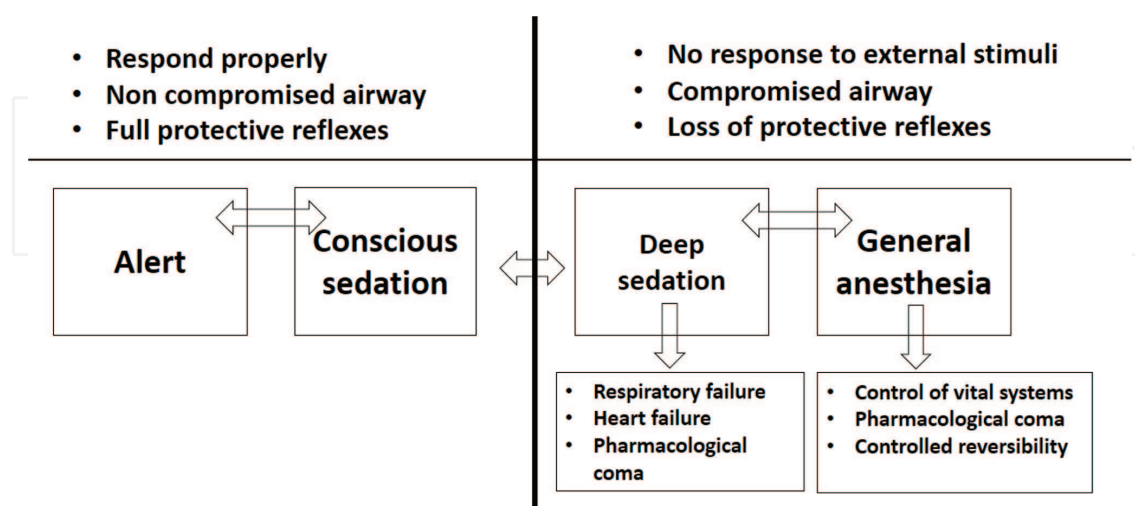 • Respond properly
• Non compromised airway
• Full protective reflexes
• No response to external stimuli
• Compromised airway
• Loss of protective reflexes
Alert
Conscious
sedation
Deep
sedation
General
anesthesia
• Respiratory failure
• Heart failure
• Pharmacological
coma
• Control of vital systems
• Pharmacological coma
• Controlled reversibility